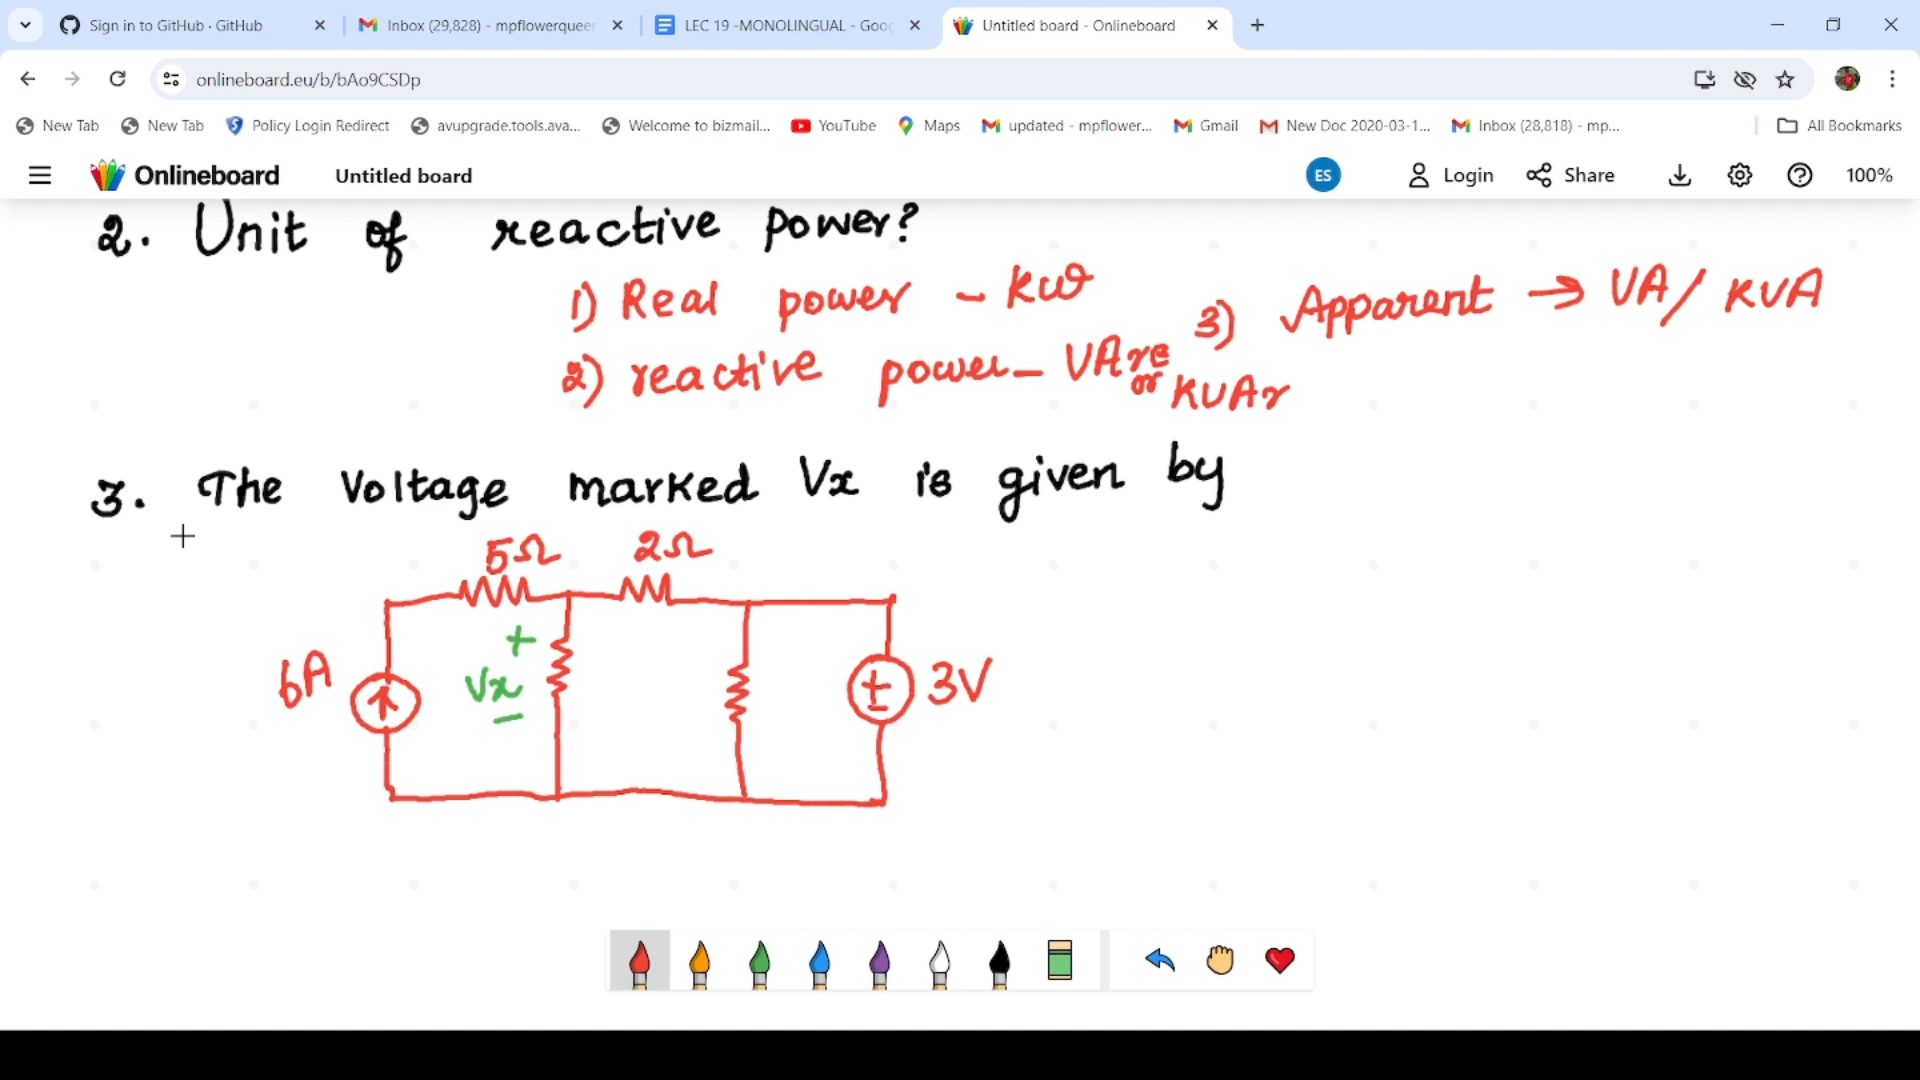 Sign in to GitHub · GitHub
Inbox (29,828) - mpflowerqueen
LEC 19 -MONOLINGUAL - Goog
Untitled board - Onlineboard
onlineboard.eu/b/bAo9CSDp
New Tab
New Tab
Policy Login Redirect
avupgrade.tools.ava...
Welcome to bizmail...
YouTube
Maps
updated - mpflower...
Gmail
New Doc 2020-03-1...
Inbox (28,818) - mp...
All Bookmarks
Onlineboard
Untitled board
ES
Login
Share
100%
2. Unit of reactive power?
1) Real power - kw
2) reactive power - VAre or KVAr
3) Apparent → VA/ KVA
3. The Voltage marked Vx is given by
5Ω
2Ω
6A
+
Vx
-
3V